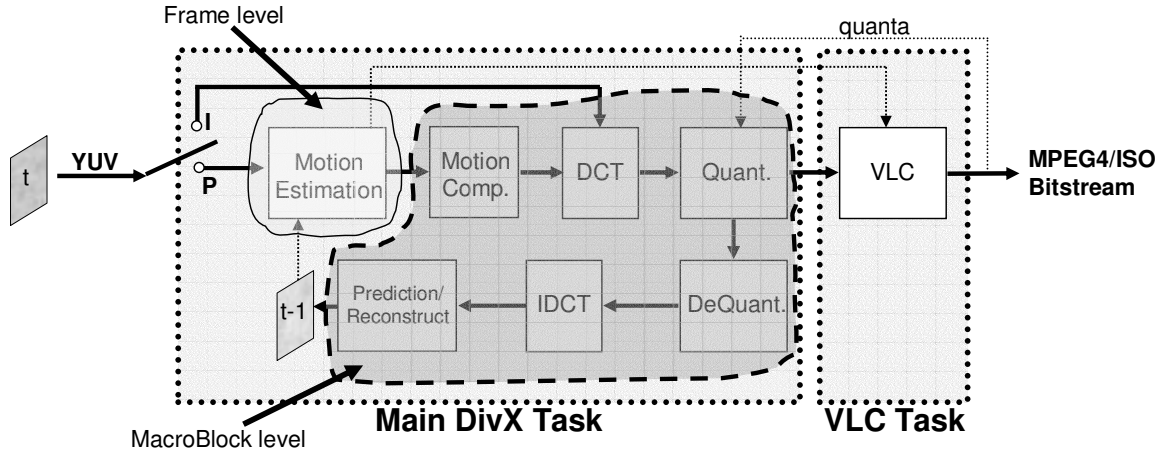 Frame level
quanta
I
t
YUV
P
Motion
Estimation
Motion
Comp.
DCT
Quant.
VLC
MPEG4/ISO
Bitstream
t-1
Prediction/
Reconstruct
IDCT
DeQuant.
Main DivX Task
VLC Task
MacroBlock level